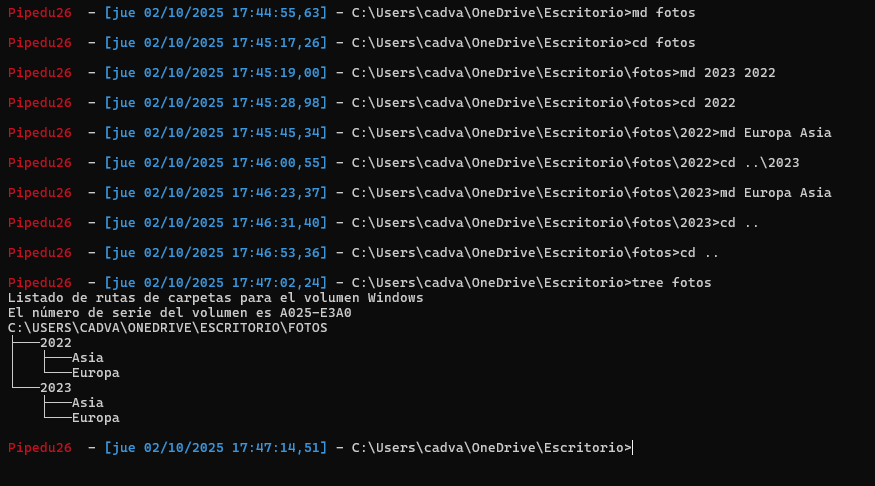 Pipedu26  - [jue 02/10/2025 17:44:55,63] - C:\Users\cadva\OneDrive\Escritorio>md fotos
Pipedu26  - [jue 02/10/2025 17:45:17,26] - C:\Users\cadva\OneDrive\Escritorio>cd fotos
Pipedu26  - [jue 02/10/2025 17:45:19,00] - C:\Users\cadva\OneDrive\Escritorio\fotos>md 2023 2022
Pipedu26  - [jue 02/10/2025 17:45:28,98] - C:\Users\cadva\OneDrive\Escritorio\fotos>cd 2022
Pipedu26  - [jue 02/10/2025 17:45:45,34] - C:\Users\cadva\OneDrive\Escritorio\fotos\2022>md Europa Asia
Pipedu26  - [jue 02/10/2025 17:46:00,55] - C:\Users\cadva\OneDrive\Escritorio\fotos\2022>cd ..\2023
Pipedu26  - [jue 02/10/2025 17:46:23,37] - C:\Users\cadva\OneDrive\Escritorio\fotos\2023>md Europa Asia
Pipedu26  - [jue 02/10/2025 17:46:31,40] - C:\Users\cadva\OneDrive\Escritorio\fotos\2023>cd ..
Pipedu26  - [jue 02/10/2025 17:46:53,36] - C:\Users\cadva\OneDrive\Escritorio\fotos>cd ..
Pipedu26  - [jue 02/10/2025 17:47:02,24] - C:\Users\cadva\OneDrive\Escritorio>tree fotos
Listado de rutas de carpetas para el volumen Windows
El número de serie del volumen es A025-E3A0
C:\USERS\CADVA\ONEDRIVE\ESCRITORIO\FOTOS
├───2022
│   ├───Asia
│   └───Europa
└───2023
    ├───Asia
    └───Europa
Pipedu26  - [jue 02/10/2025 17:47:14,51] - C:\Users\cadva\OneDrive\Escritorio>